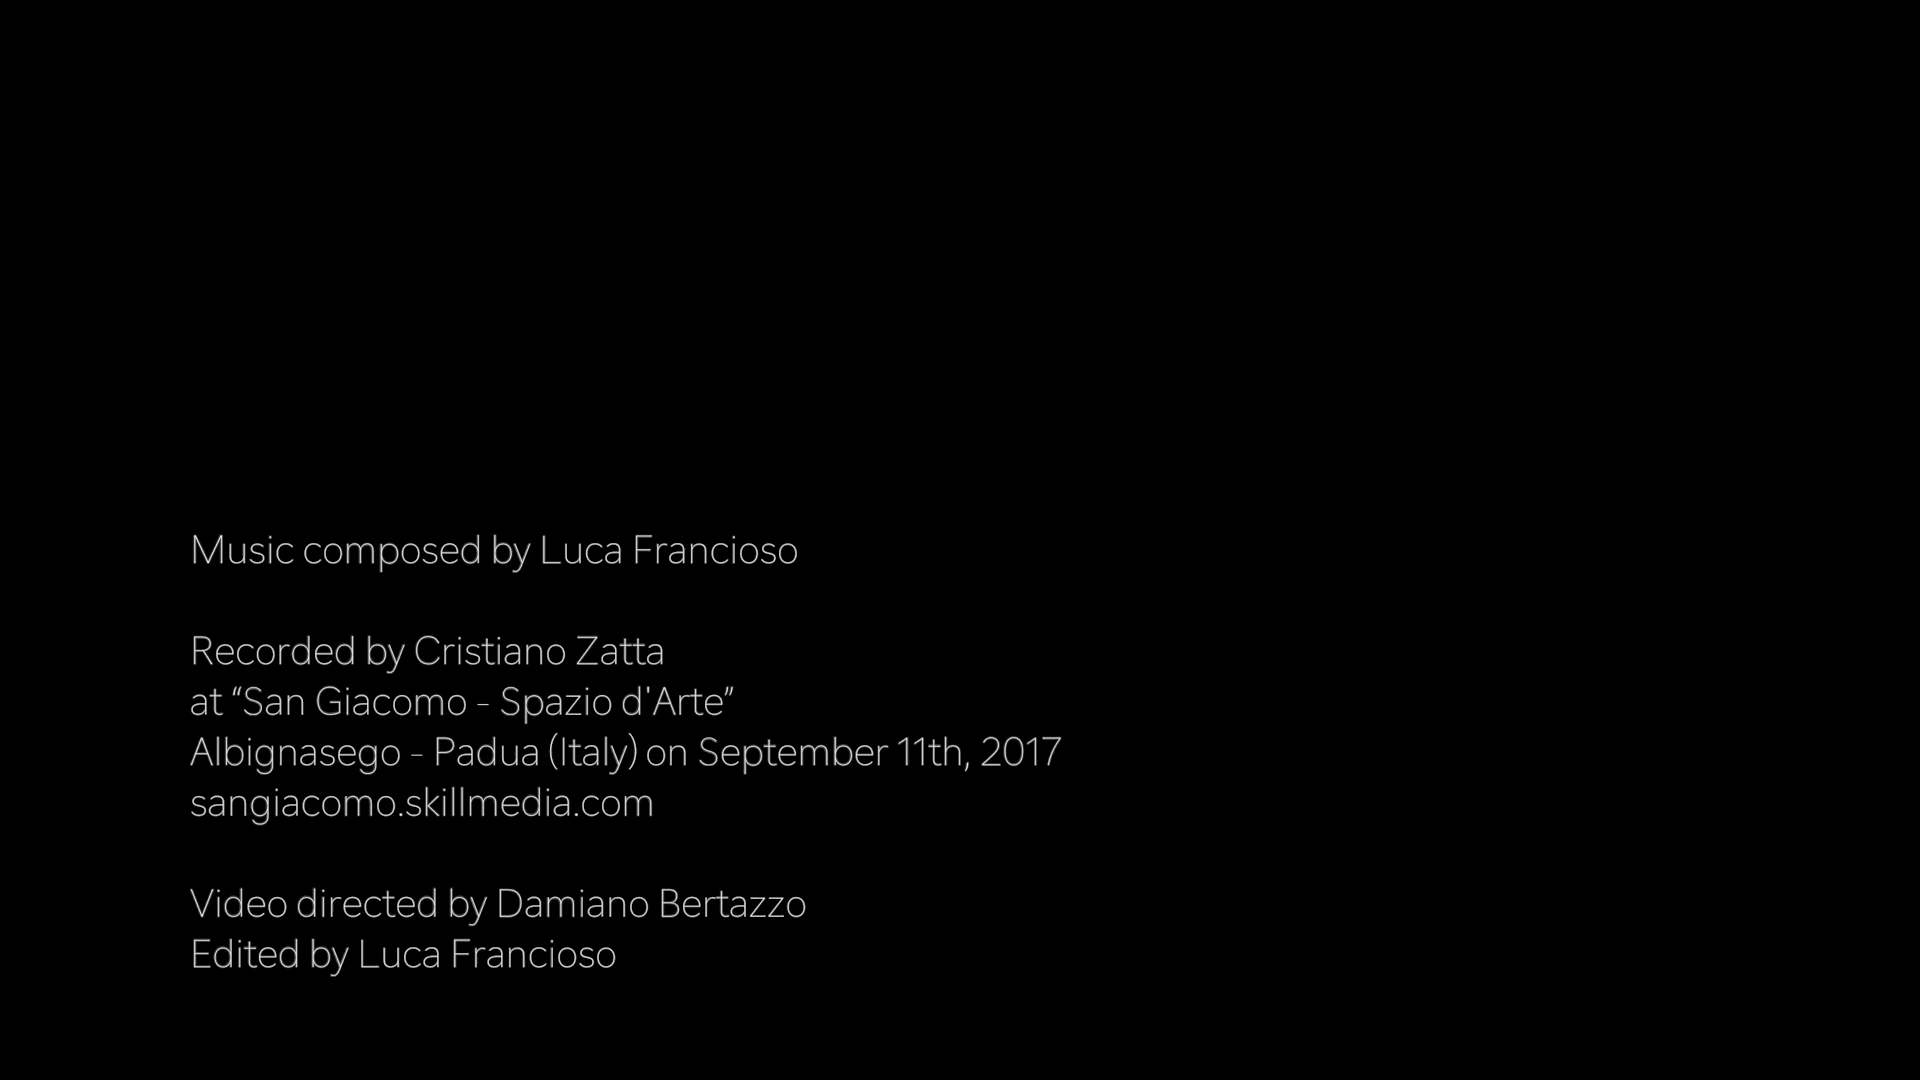 Music composed by Luca Francioso
Recorded by Cristiano Zatta
at “San Giacomo - Spazio d'Arte”
Albignasego - Padua (Italy) on September 11th, 2017
sangiacomo.skillmedia.com
Video directed by Damiano Bertazzo
Edited by Luca Francioso